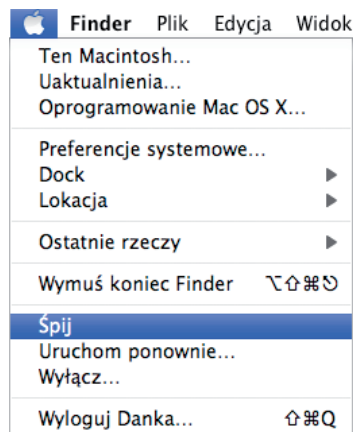 Finder Plik Edycja Widok
Ten Macintosh...
Uaktualnienia...
Oprogramowanie Mac OS X...
Preferencje systemowe...
Dock ▶
Lokacja ▶
Ostatnie rzeczy ▶
Wymuś koniec Finder ⌥⇧⌘⎋
Śpij
Uruchom ponownie...
Wyłącz...
Wyloguj Danka... ⇧⌘Q